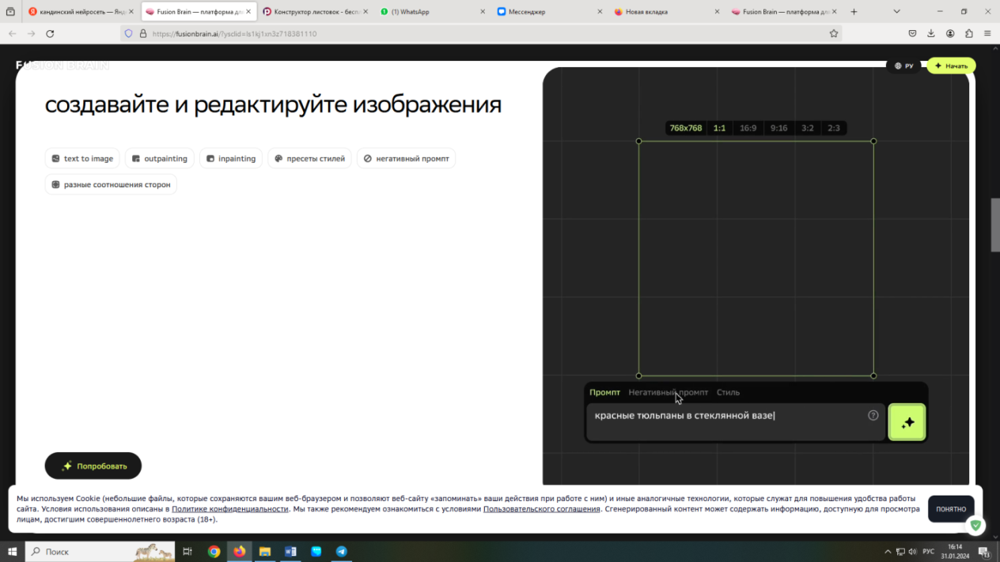 кандинский нейросеть — Янд
Fusion Brain — платформа для
Конструктор листовок - бесп
(1) WhatsApp
Мессенджер
Новая вкладка
Fusion Brain — платформа для
https://fusionbrain.ai/?ysclid=ls1kj1xn3z718381110
FUSION BRAIN
РУ
Начать
создавайте и редактируйте изображения
768x768 1:1 16:9 9:16 3:2 2:3
text to image
outpainting
inpainting
пресеты стилей
негативный промпт
разные соотношения сторон
Промпт Негативный промпт Стиль
красные тюльпаны в стеклянной вазе
Попробовать
Мы используем Cookie (небольшие файлы, которые сохраняются вашим веб-браузером и позволяют веб-сайту «запоминать» ваши действия при работе с ним) и иные аналогичные технологии, которые служат для повышения удобства работы
сайта. Условия использования описаны в Политике конфиденциальности. Мы также рекомендуем ознакомиться с условиями Пользовательского соглашения. Сгенерированный контент может содержать информацию, доступную для просмотра
лицам, достигшим совершеннолетнего возраста (18+).
ПОНЯТНО
Поиск
РУС
16:14
31.01.2024
13